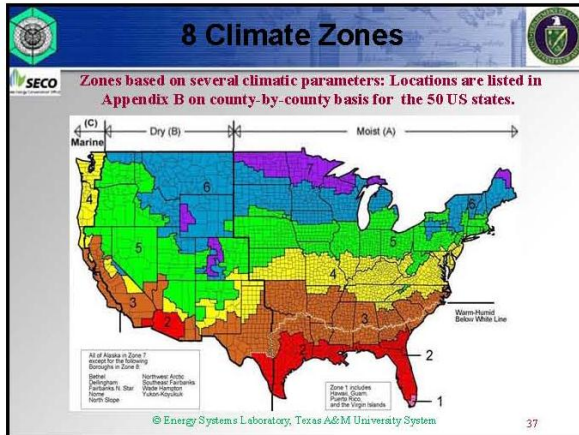 8 Climate Zones
SECO
Zones based on several climatic parameters: Locations are listed in
Appendix B on county-by-county basis for the 50 US states.
(C)
Marine
Dry (B)
Moist (A)
7
6
6
4
5
5
4
3
3
2
2
Warm-Humid
Below White Line
2
1
All of Alaska in Zone 7
except for the following
Boroughs in Zone 8:
Bethel
Dellingham
Fairbanks N. Star
Nome
North Slope
Northwest Arctic
Southeast Fairbanks
Wade Hampton
Yukon-Koyukuk
Zone 1 includes
Hawaii, Guam,
Puerto Rico,
and the Virgin Islands
© Energy Systems Laboratory, Texas A&M University System
37